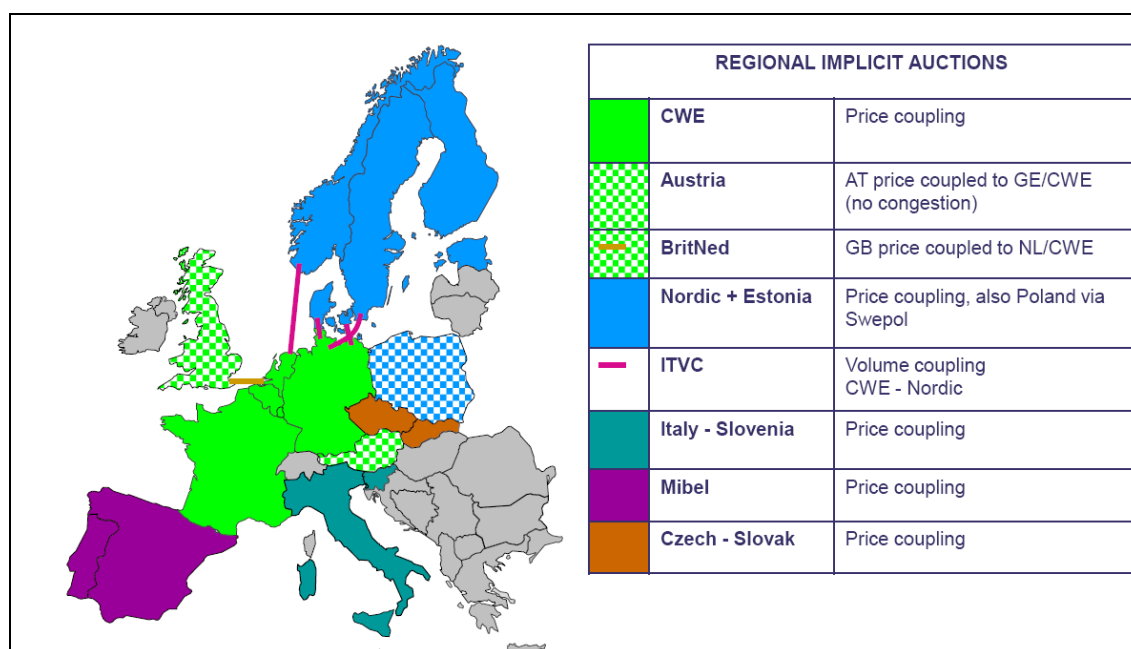 REGIONAL IMPLICIT AUCTIONS
CWE
Price coupling
Austria
AT price coupled to GE/CWE
(no congestion)
BritNed
GB price coupled to NL/CWE
Nordic + Estonia
Price coupling, also Poland via
Swepol
ITVC
Volume coupling
CWE - Nordic
Italy - Slovenia
Price coupling
Mibel
Price coupling
Czech - Slovak
Price coupling